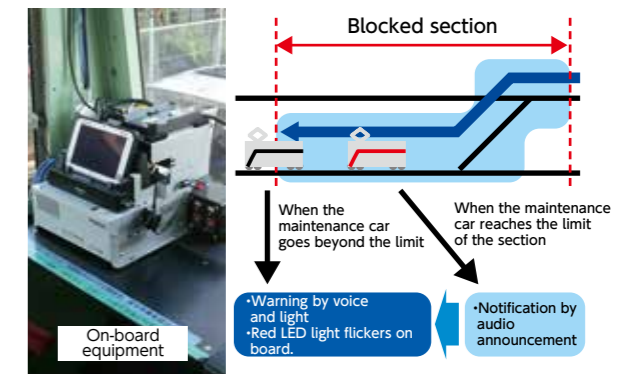 Blocked section
When the
maintenance car
goes beyond the limit
When the maintenance
car reaches the limit
of the section
・Warning by voice
and light
・Red LED light flickers on
board.
・Notification by
audio
announcement
On-board
equipment